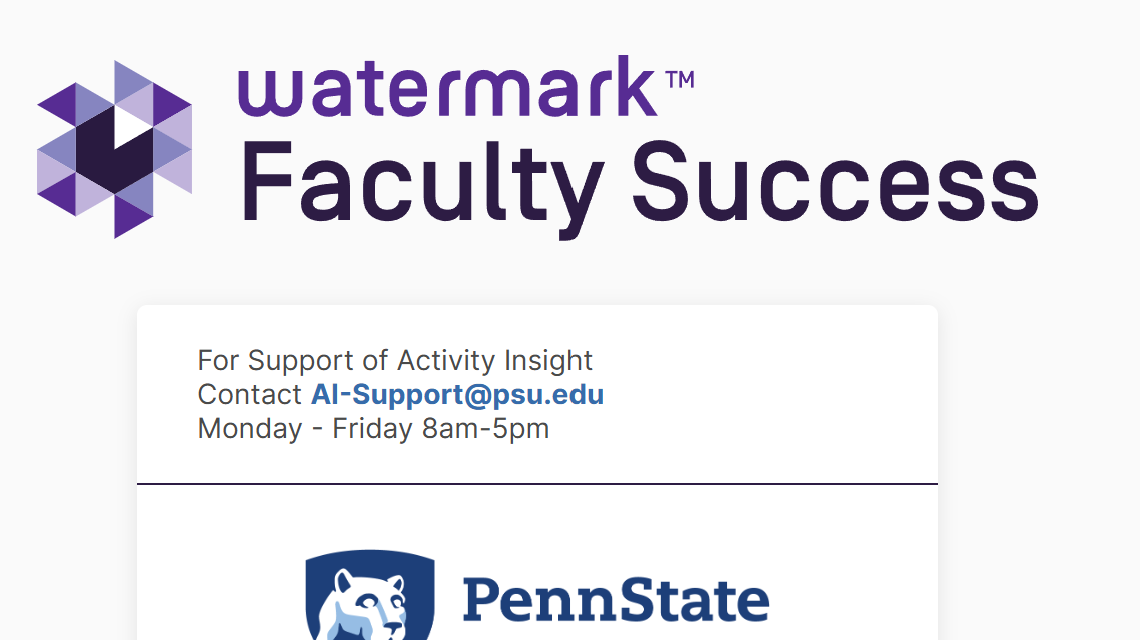 watermark™
Faculty Success
For Support of Activity Insight
Contact AI-Support@psu.edu
Monday - Friday 8am-5pm
PennState